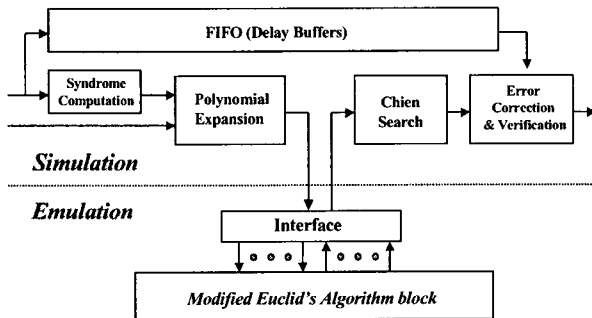 FIFO (Delay Buffers)
Syndrome
Computation
Polynomial
Expansion
Chien
Search
Error
Correction
& Verification
Simulation
Emulation
Interface
Modified Euclid's Algorithm block